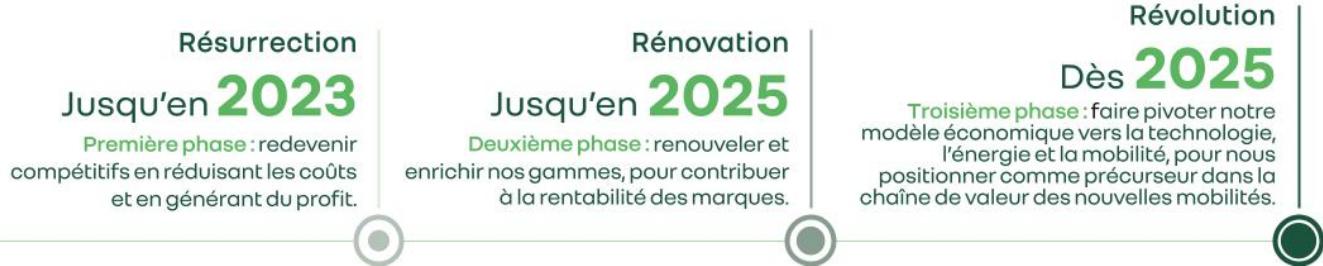 Résurrection
Jusqu'en 2023
Première phase : redevenir
compétitifs en réduisant les coûts
et en générant du profit.
Rénovation
Jusqu'en 2025
Deuxième phase : renouveler et
enrichir nos gammes, pour contribuer
à la rentabilité des marques.
Révolution
Dès 2025
Troisième phase : faire pivoter notre
modèle économique vers la technologie,
l'énergie et la mobilité, pour nous
positionner comme précurseur dans la
chaîne de valeur des nouvelles mobilités.